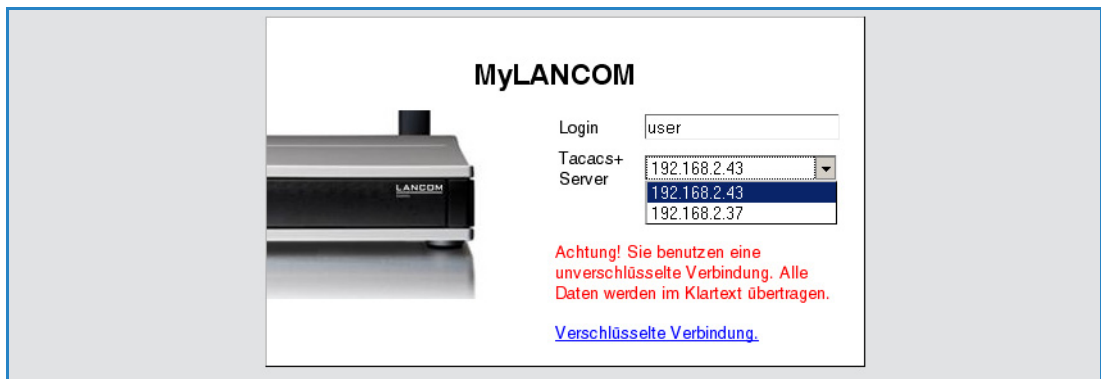 MyLANCOM
Login
user
Tacacs+
Server
192.168.2.43
192.168.2.43
192.168.2.37
LANCOM
Achtung! Sie benutzen eine
unverschlüsselte Verbindung. Alle
Daten werden im Klartext übertragen.
Verschlüsselte Verbindung.